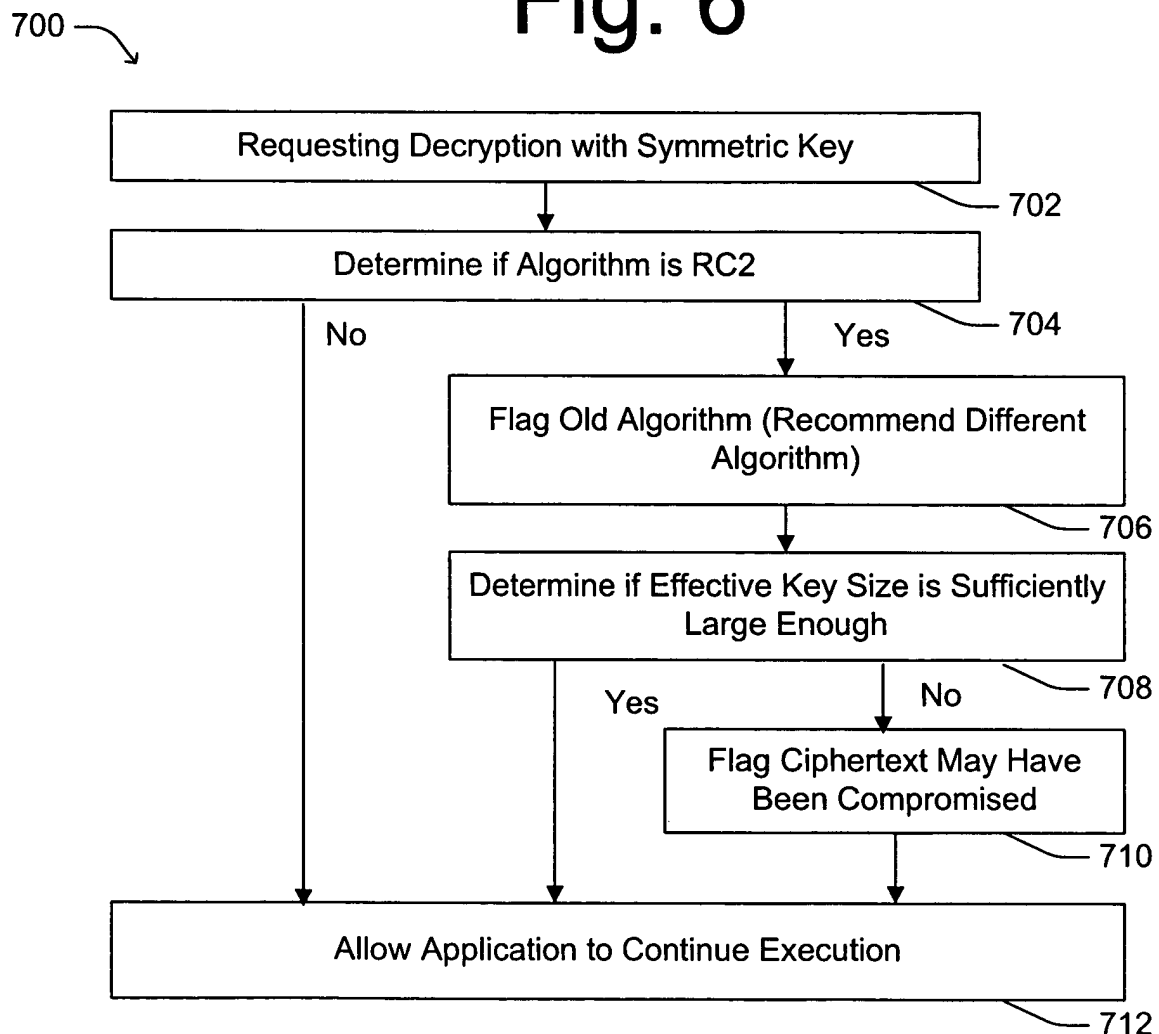 Fig. 6
700
Requesting Decryption with Symmetric Key
702
Determine if Algorithm is RC2
704
No
Yes
Flag Old Algorithm (Recommend Different
Algorithm)
706
Determine if Effective Key Size is Sufficiently
Large Enough
708
Yes
No
Flag Ciphertext May Have
Been Compromised
710
Allow Application to Continue Execution
712